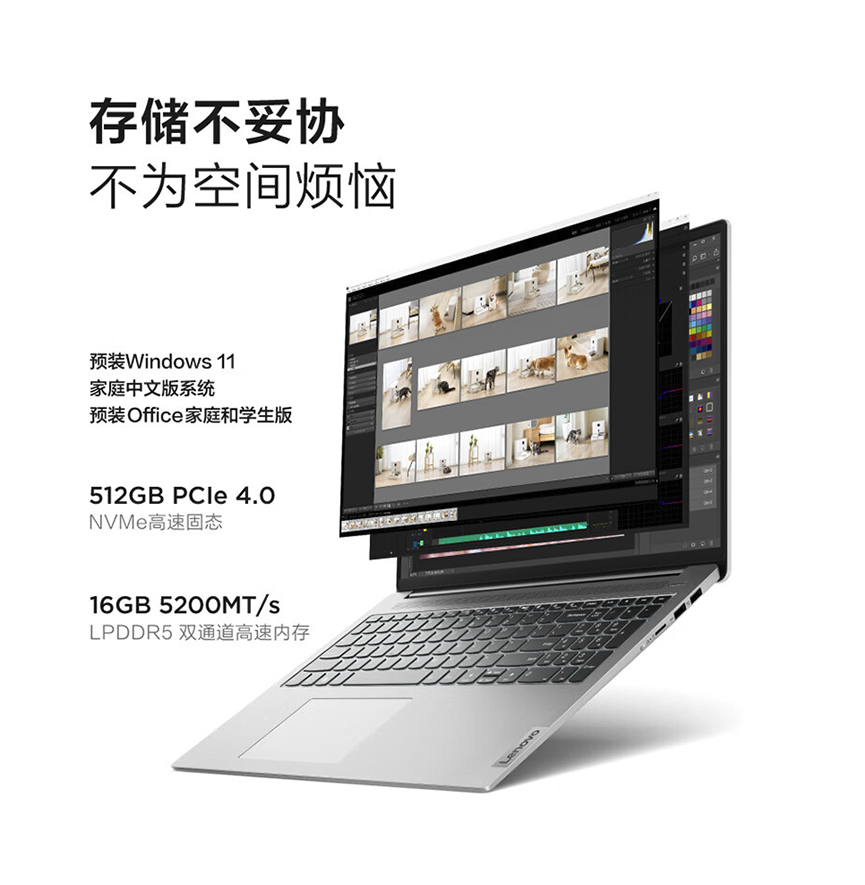 存储不妥协
不为空间烦恼
预装Windows 11
家庭中文版系统
预装Office家庭和学生版
512GB PCIe 4.0
NVMe高速固态
16GB 5200MT/s
LPDDR5 双通道高速内存
Lenovo